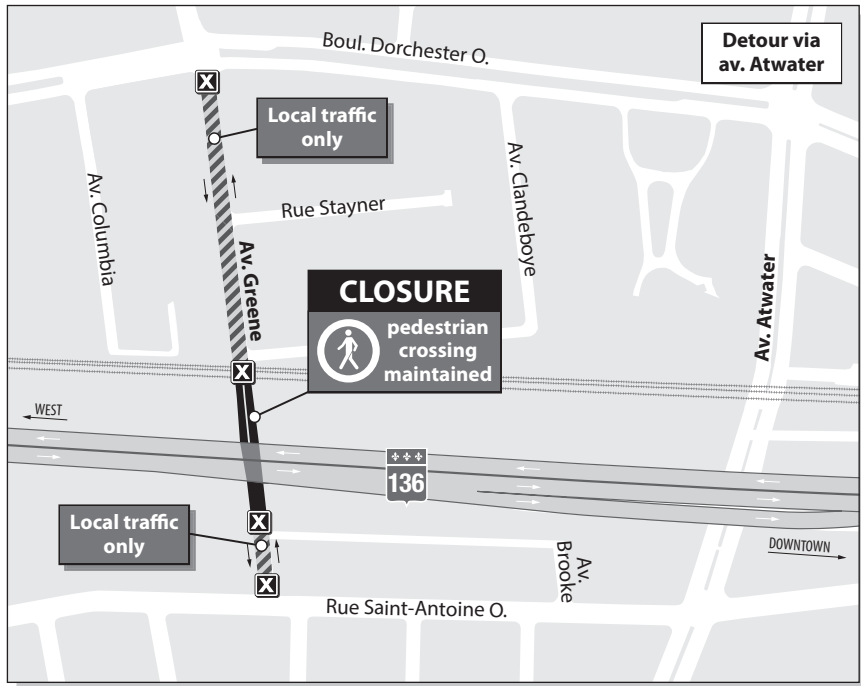 Boul. Dorchester O.
Detour via
av. Atwater
X
Local traffic
only
Av. Columbia
Rue Stayner
Av. Clandeboye
Av. Greene
Av. Atwater
CLOSURE
pedestrian
crossing
maintained
X
WEST
136
X
Local traffic
only
DOWNTOWN
Av.
Brooke
X
Rue Saint-Antoine O.